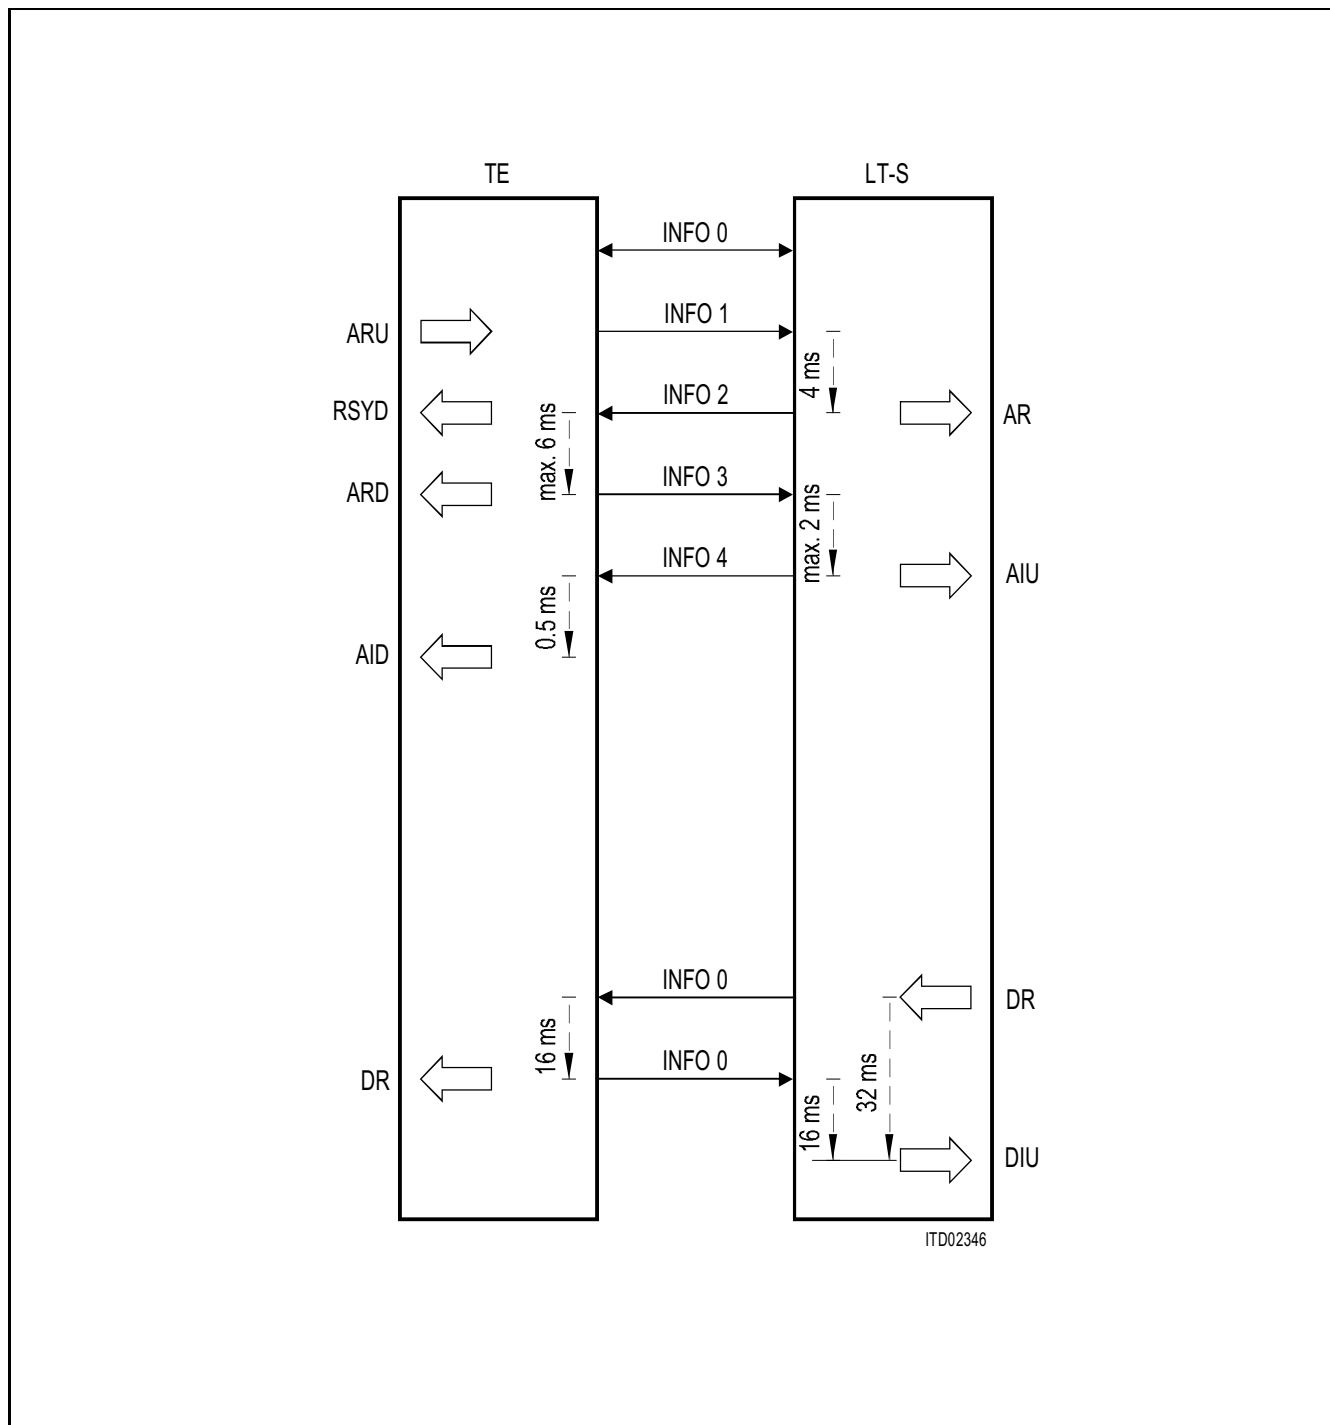 TE
LT-S
INFO 0
ARU
INFO 1
4 ms
RSYD
INFO 2
AR
max. 6 ms
ARD
INFO 3
max. 2 ms
INFO 4
AIU
0.5 ms
AID
INFO 0
DR
16 ms
DR
INFO 0
32 ms
16 ms
DIU
ITD02346